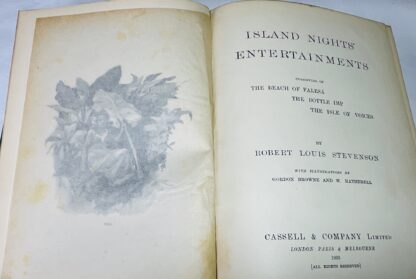 ISLAND NIGHTS'
ENTERTAINMENTS
CONSISTING OF
THE BEACH OF FALESÁ
THE BOTTLE IMP
THE ISLE OF VOICES
BY
ROBERT LOUIS STEVENSON
WITH ILLUSTRATIONS BY
GORDON BROWNE AND W. HATHERELL
CASSELL & COMPANY LIMITED
LONDON PARIS & MELBOURNE
1893
[ALL RIGHTS RESERVED]